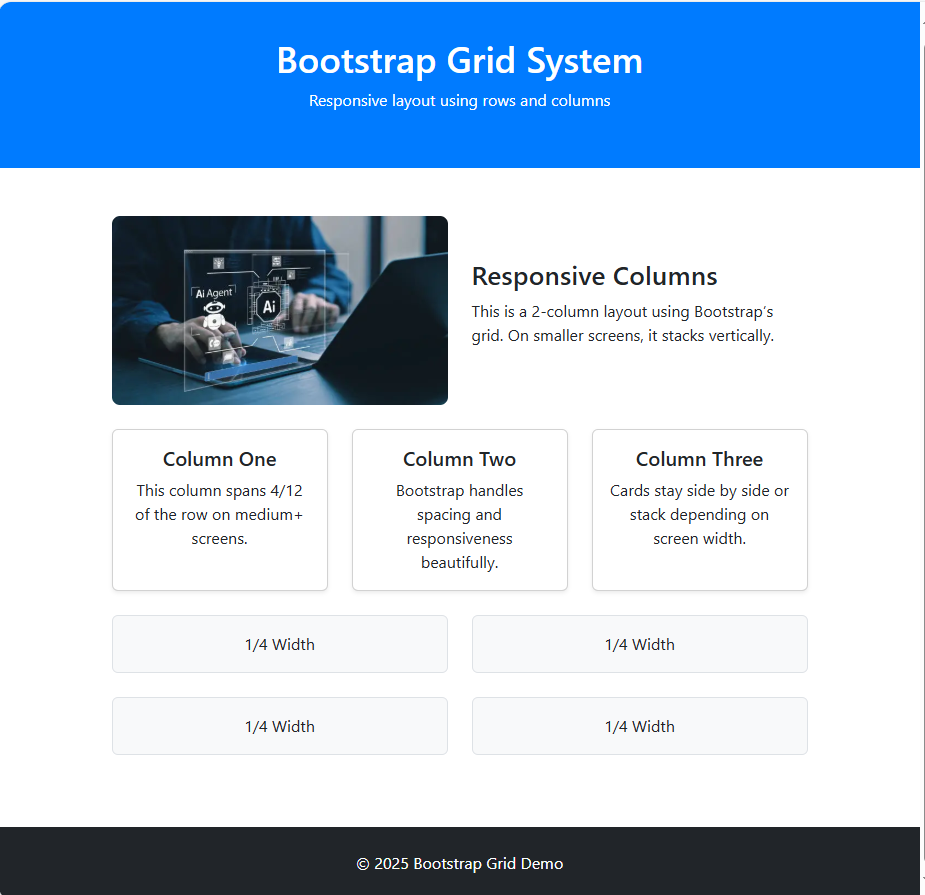 Bootstrap Grid System
Responsive layout using rows and columns
Ai Agent
Ai
Responsive Columns
This is a 2-column layout using Bootstrap’s
grid. On smaller screens, it stacks vertically.
Column One
This column spans 4/12
of the row on medium+
screens.
Column Two
Bootstrap handles
spacing and
responsiveness
beautifully.
Column Three
Cards stay side by side or
stack depending on
screen width.
1/4 Width
1/4 Width
1/4 Width
1/4 Width
© 2025 Bootstrap Grid Demo